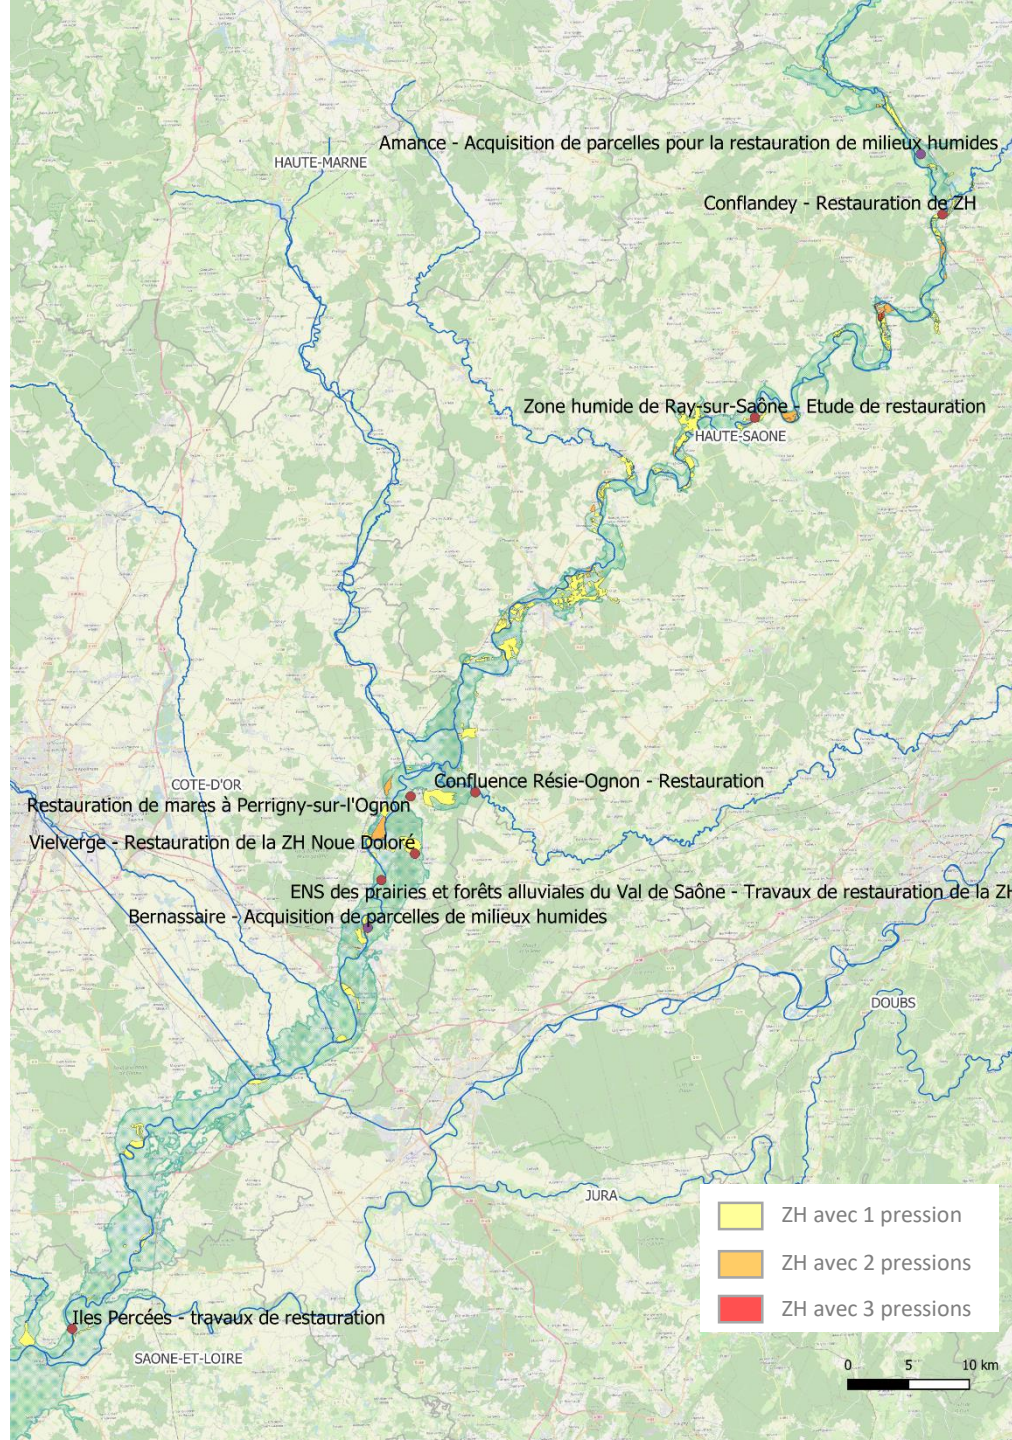 Amance - Acquisition de parcelles pour la restauration de milieux humides
HAUTE-MARNE
Conflandey - Restauration de ZH
Zone humide de Ray-sur-Saône - Etude de restauration
HAUTE-SAONE
COTE-D'OR
Confluence Résie-Ognon - Restauration
Restauration de mares à Perrigny-sur-l'Ognon
Vielverge - Restauration de la ZH Noue Doloré
ENS des prairies et forêts alluviales du Val de Saône - Travaux de restauration de la ZH
Bernassaire - Acquisition de parcelles de milieux humides
DOUBS
JURA
ZH avec 1 pression
ZH avec 2 pressions
ZH avec 3 pressions
Iles Percées - travaux de restauration
SAONE-ET-LOIRE
0 5 10 km